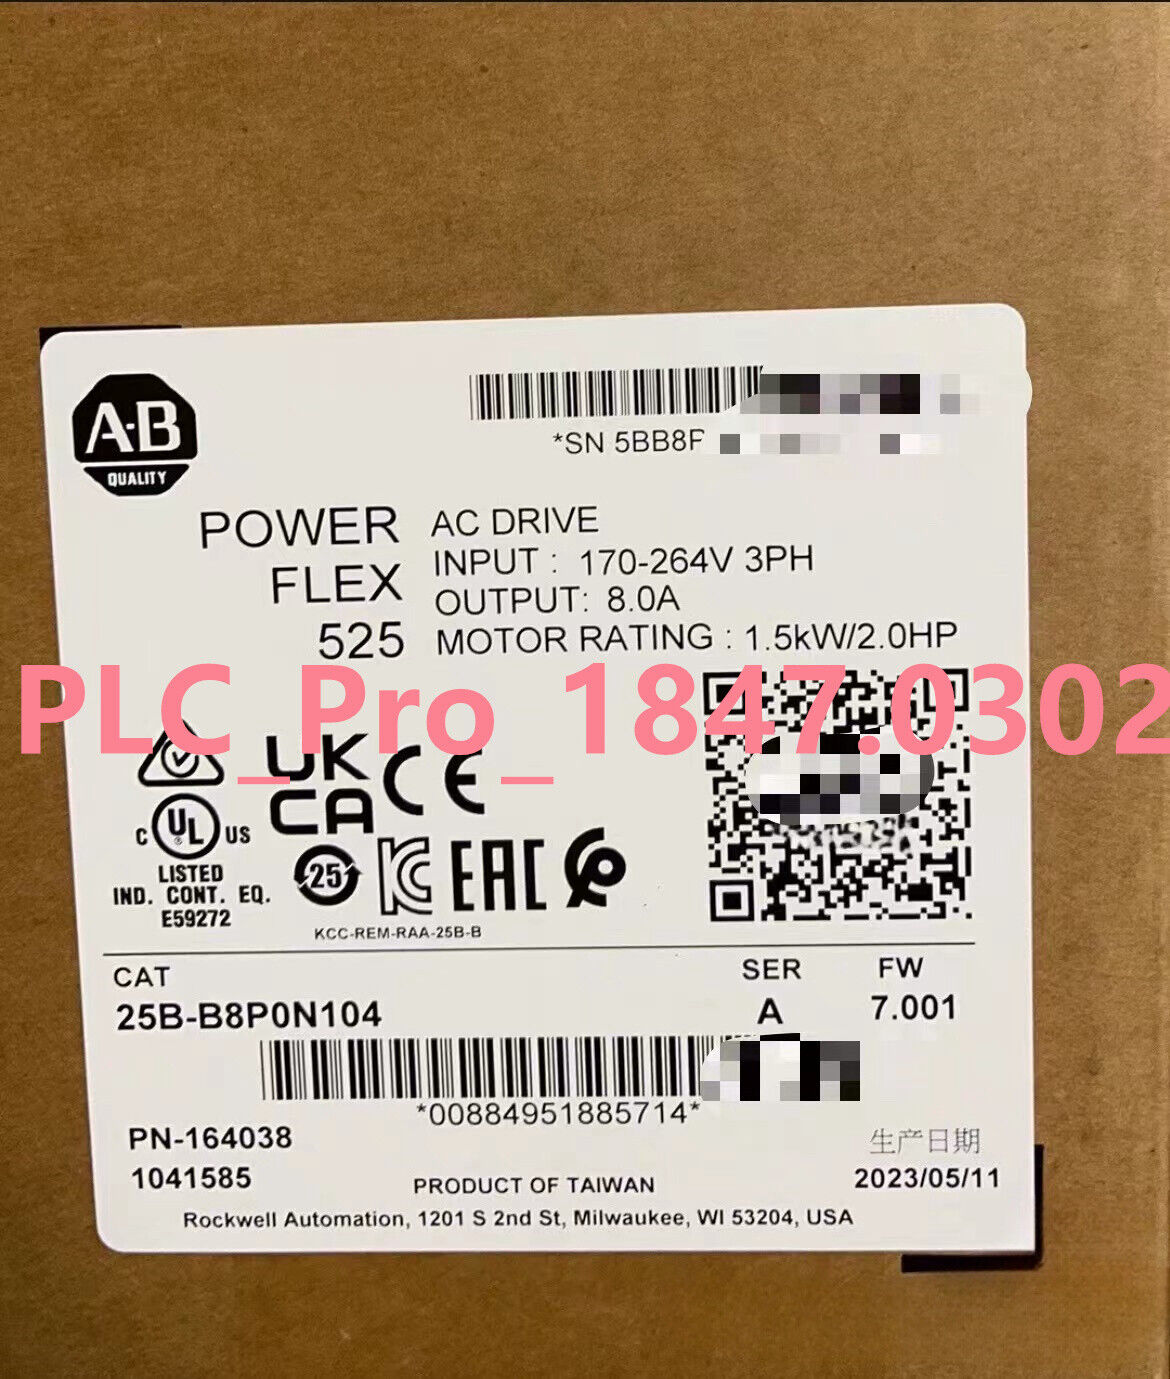 A-B
QUALITY
*SN 5BB8F
POWER
FLEX
525
AC DRIVE
INPUT : 170-264V 3PH
OUTPUT: 8.0A
MOTOR RATING : 1.5kW/2.0HP
PLC_Pro_1847.0302
UK
CA
CE
C UL US
®
LISTED
IND. CONT. EQ.
E59272
25
EAC
KCC-REM-RAA-25B-B
CAT
25B-B8P0N104
SER
A
FW
7.001
*00884951885714*
PN-164038
1041585
生产日期
2023/05/11
PRODUCT OF TAIWAN
Rockwell Automation, 1201 S 2nd St, Milwaukee, WI 53204, USA